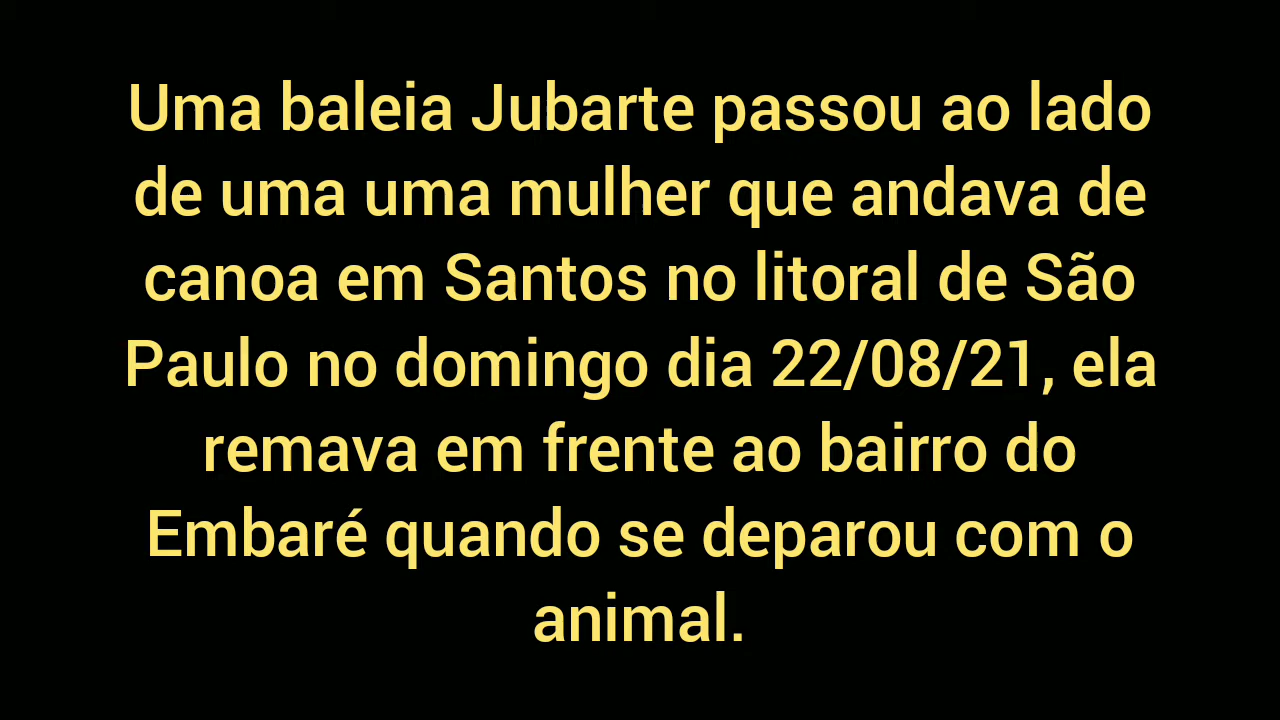 Uma baleia Jubarte passou ao lado
de uma uma mulher que andava de
canoa em Santos no litoral de São
Paulo no domingo dia 22/08/21, ela
remava em frente ao bairro do
Embaré quando se deparou com o
animal.